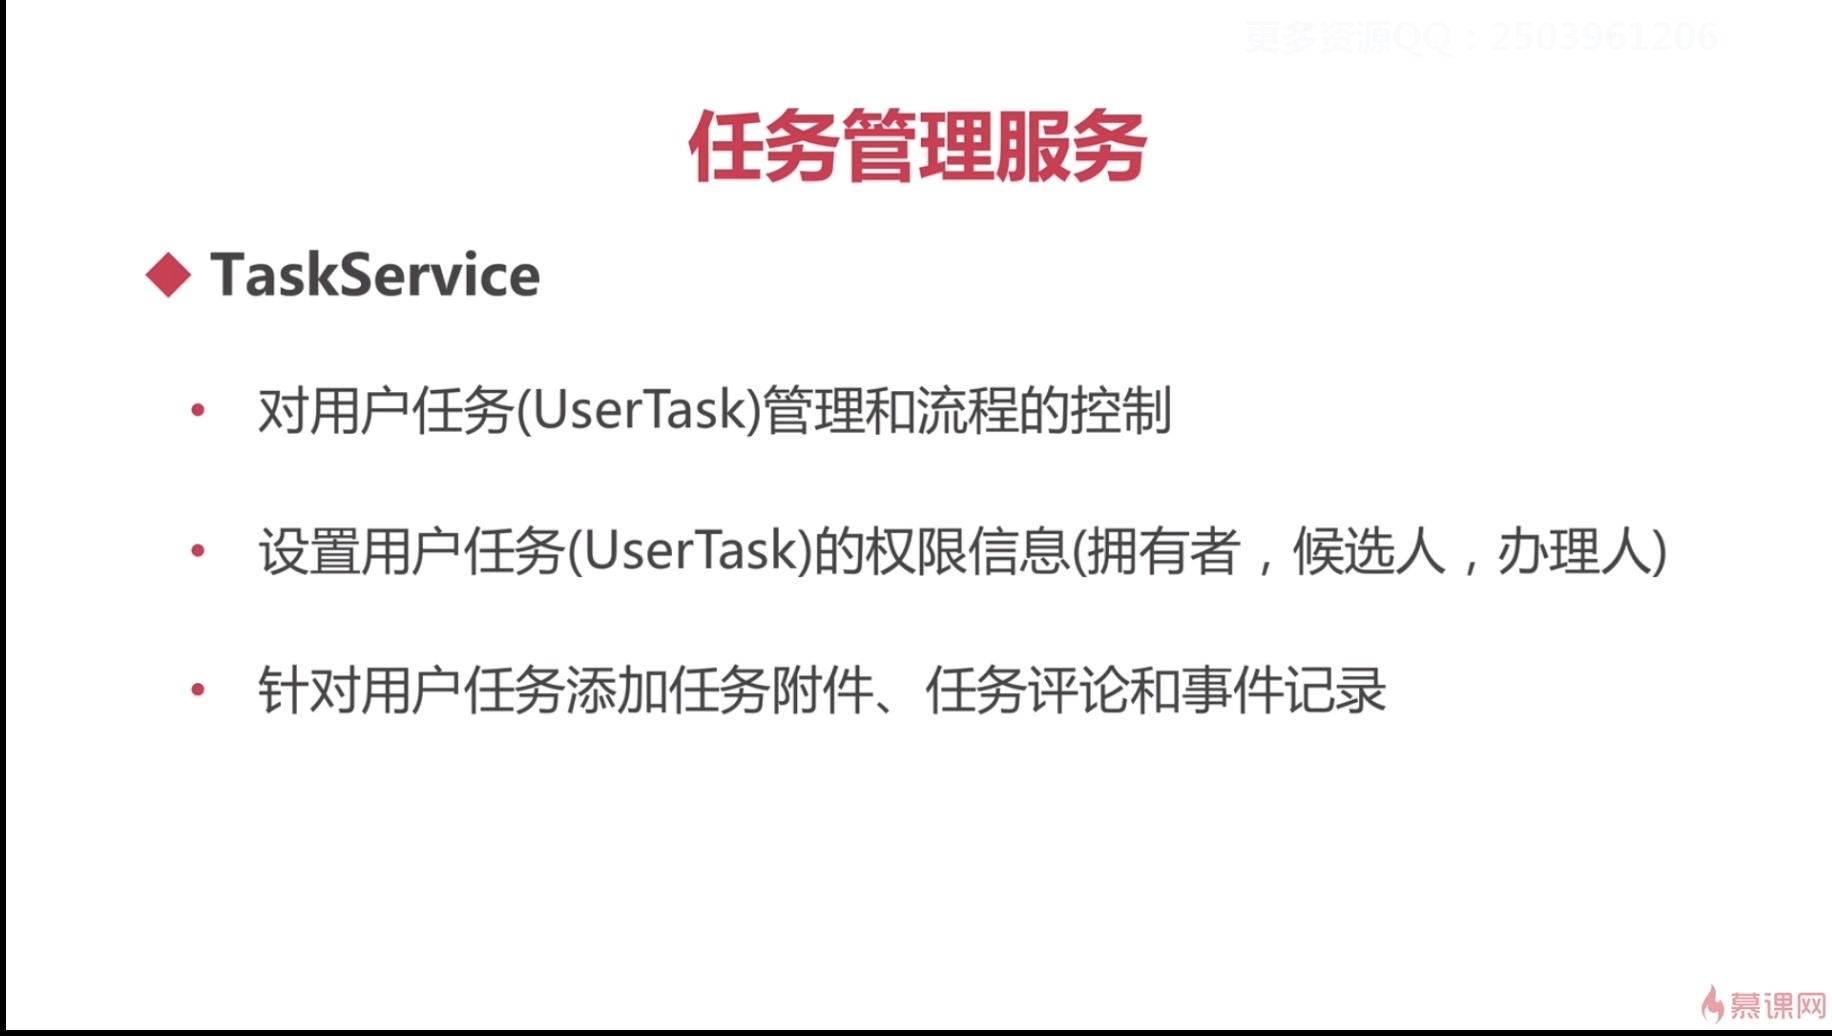 更多资源QQ：2503961206
任务管理服务
TaskService
对用户任务(UserTask)管理和流程的控制
设置用户任务(UserTask)的权限信息(拥有者，候选人，办理人)
针对用户任务添加任务附件、任务评论和事件记录
慕课网